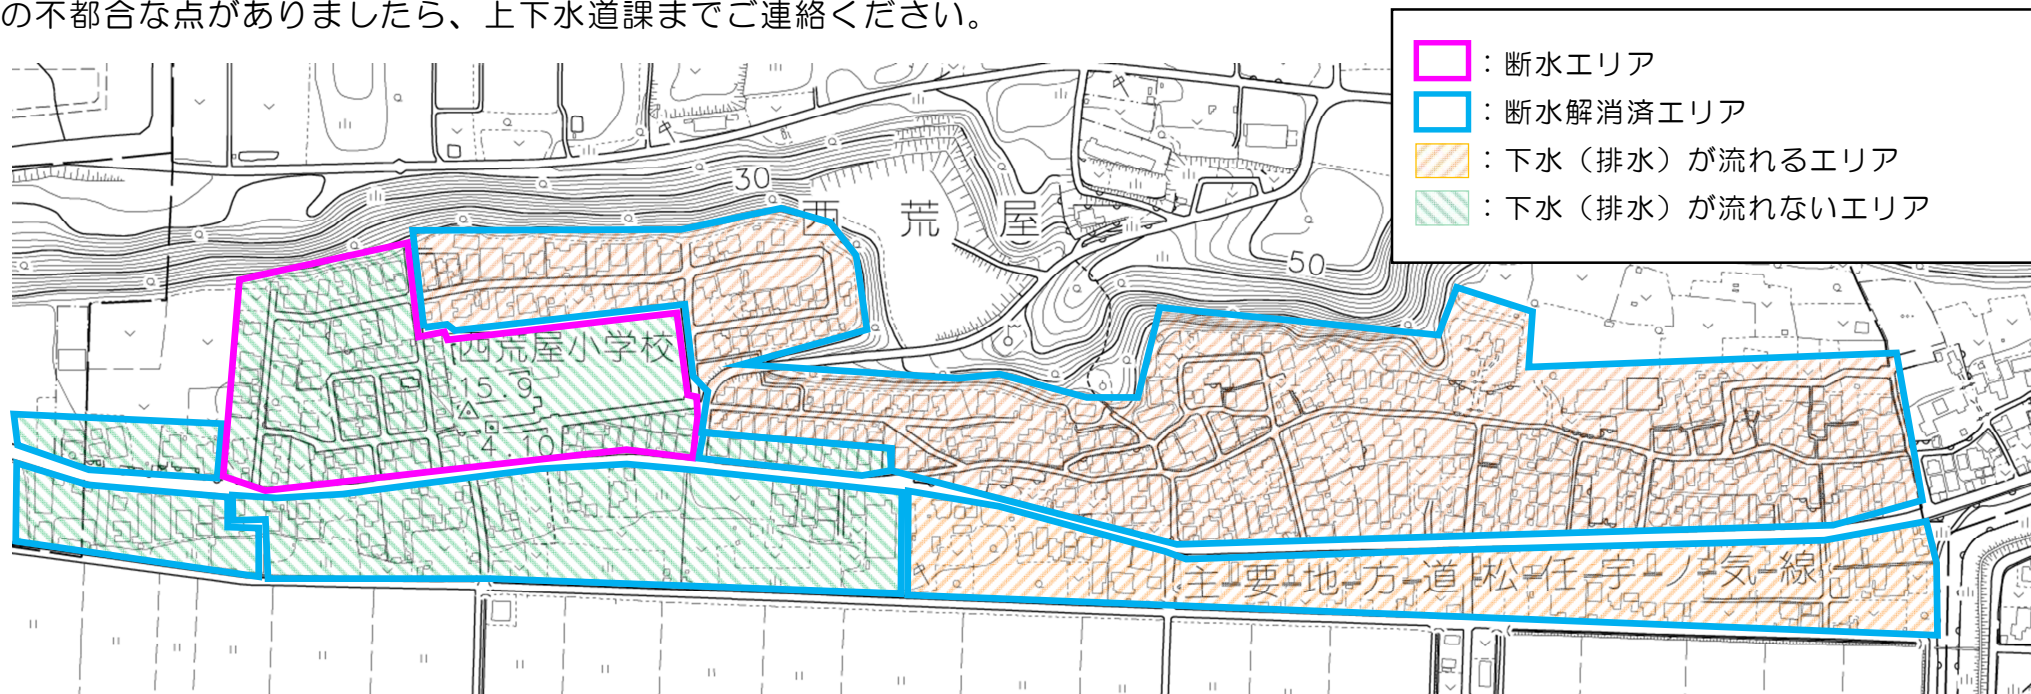 の不都合な点がありましたら、上下水道課までご連絡ください。
：断水エリア
：断水解消済エリア
：下水（排水）が流れるエリア
：下水（排水）が流れないエリア
30
西荒屋
50
西荒屋小学校
15.9
4.10
主要地方道松任宇ノ気線